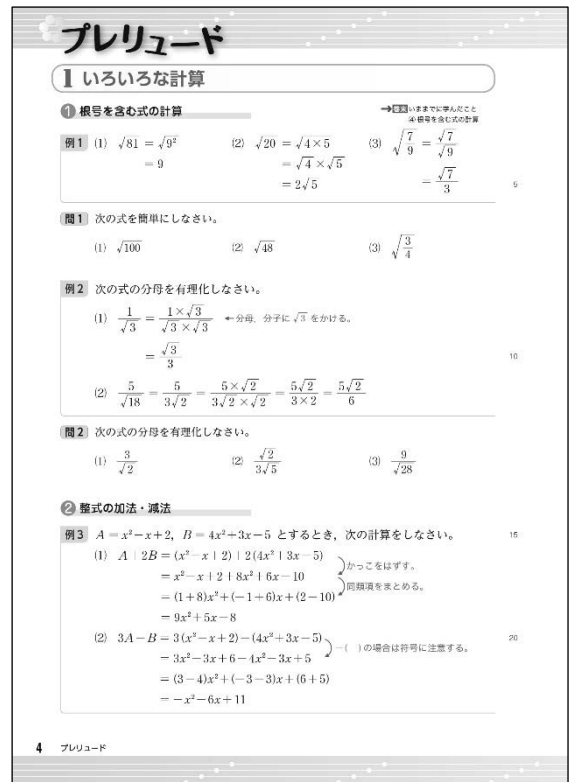 プレリュード
1 いろいろな計算
① 根号を含む式の計算
→巻末 いままでに学んだこと
④根号を含む式の計算
例1 (1) √81 = √9² (2) √20 = √4×5 (3) √7/9 = √7/√9
= 9 = √4 × √5 = √7/3
= 2√5
5
問1 次の式を簡単にしなさい。
(1) √100 (2) √48 (3) √3/4
例2 次の式の分母を有理化しなさい。
(1) 1/√3 = 1×√3/√3×√3 ←分母,分子に √3 をかける。
= √3/3
10
(2) 5/√18 = 5/3√2 = 5×√2/3√2×√2 = 5√2/3×2 = 5√2/6
問2 次の式の分母を有理化しなさい。
(1) 3/√2 (2) √2/3√5 (3) 9/√28
② 整式の加法・減法
例3 A = x²−x+2, B = 4x²+3x−5 とするとき,次の計算をしなさい。
15
(1) A+2B = (x²−x+2)+2(4x²+3x−5)
かっこをはずす。
= x²−x+2+8x²+6x−10
同類項をまとめる。
= (1+8)x²+(−1+6)x+(2−10)
= 9x²+5x−8
(2) 3A−B = 3(x²−x+2)−(4x²+3x−5)
−( )の場合は符号に注意する。
20
= 3x²−3x+6−4x²−3x+5
= (3−4)x²+(−3−3)x+(6+5)
= −x²−6x+11
4 プレリュード